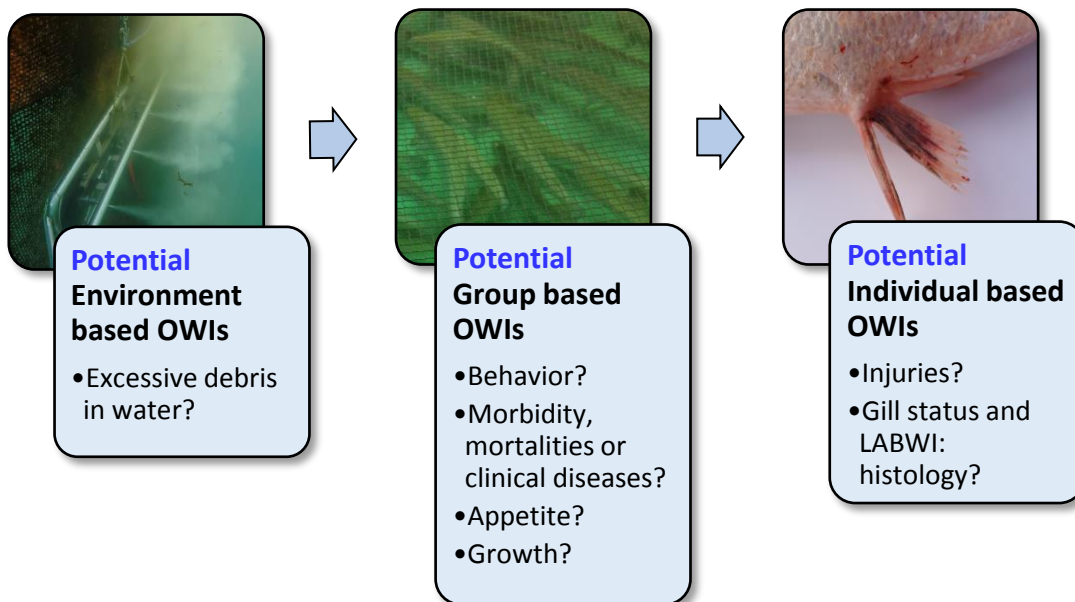 Potential
Environment
based OWIs
•Excessive debris
in water?
Potential
Group based
OWIs
•Behavior?
•Morbidity,
mortalities or
clinical diseases?
•Appetite?
•Growth?
Potential
Individual based
OWIs
•Injuries?
•Gill status and
LABWI:
histology?